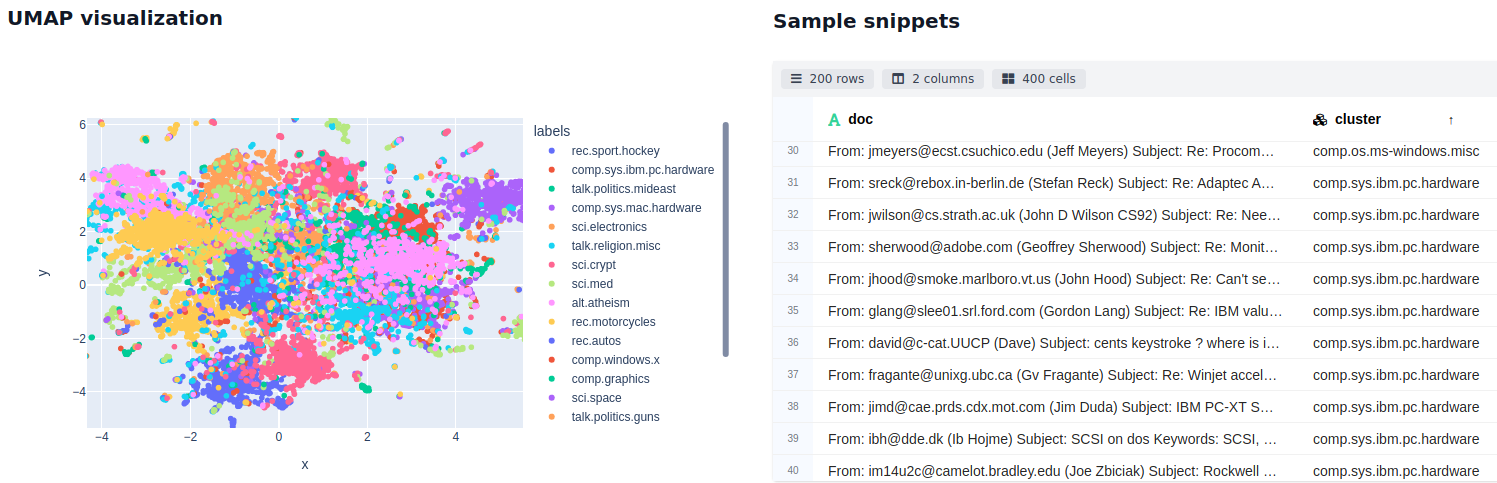 UMAP visualization
6
4
2
0
−2
−4
y
−4
−2
0
2
4
x
labels
rec.sport.hockey
comp.sys.ibm.pc.hardware
talk.politics.mideast
comp.sys.mac.hardware
sci.electronics
talk.religion.misc
sci.crypt
sci.med
alt.atheism
rec.motorcycles
rec.autos
comp.windows.x
comp.graphics
sci.space
talk.politics.guns
Sample snippets
200 rows 2 columns 400 cells
A doc cluster ↑
30 From: jmeyers@ecst.csuchico.edu (Jeff Meyers) Subject: Re: Procom… comp.os.ms-windows.misc
31 From: sreck@rebox.in-berlin.de (Stefan Reck) Subject: Re: Adaptec A… comp.sys.ibm.pc.hardware
32 From: jwilson@cs.strath.ac.uk (John D Wilson CS92) Subject: Re: Nee… comp.sys.ibm.pc.hardware
33 From: sherwood@adobe.com (Geoffrey Sherwood) Subject: Re: Monit… comp.sys.ibm.pc.hardware
34 From: jhood@smoke.marlboro.vt.us (John Hood) Subject: Re: Can't se… comp.sys.ibm.pc.hardware
35 From: glang@slee01.srl.ford.com (Gordon Lang) Subject: Re: IBM valu… comp.sys.ibm.pc.hardware
36 From: david@c-cat.UUCP (Dave) Subject: cents keystroke ? where is i… comp.sys.ibm.pc.hardware
37 From: fragante@unixg.ubc.ca (Gv Fragante) Subject: Re: Winjet accel… comp.sys.ibm.pc.hardware
38 From: jimd@cae.prds.cdx.mot.com (Jim Duda) Subject: IBM PC-XT S… comp.sys.ibm.pc.hardware
39 From: ibh@dde.dk (Ib Hojme) Subject: SCSI on dos Keywords: SCSI, … comp.sys.ibm.pc.hardware
40 From: im14u2c@camelot.bradley.edu (Joe Zbiciak) Subject: Rockwell … comp.sys.ibm.pc.hardware